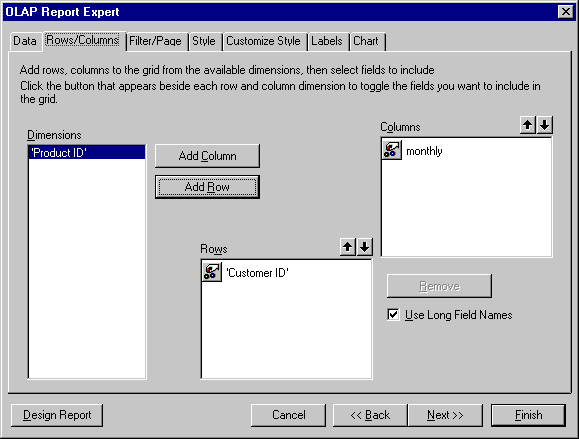 OLAP Report Expert
Data Rows/Columns Filter/Page Style Customize Style Labels Chart
Add rows, columns to the grid from the available dimensions, then select fields to include
Click the button that appears beside each row and column dimension to toggle the fields you want to include in
the grid.
Columns
Dimensions
'Product ID'
Add Column
monthly
Add Row
Rows
'Customer ID'
Remove
Use Long Field Names
Design Report Cancel << Back Next >> Finish